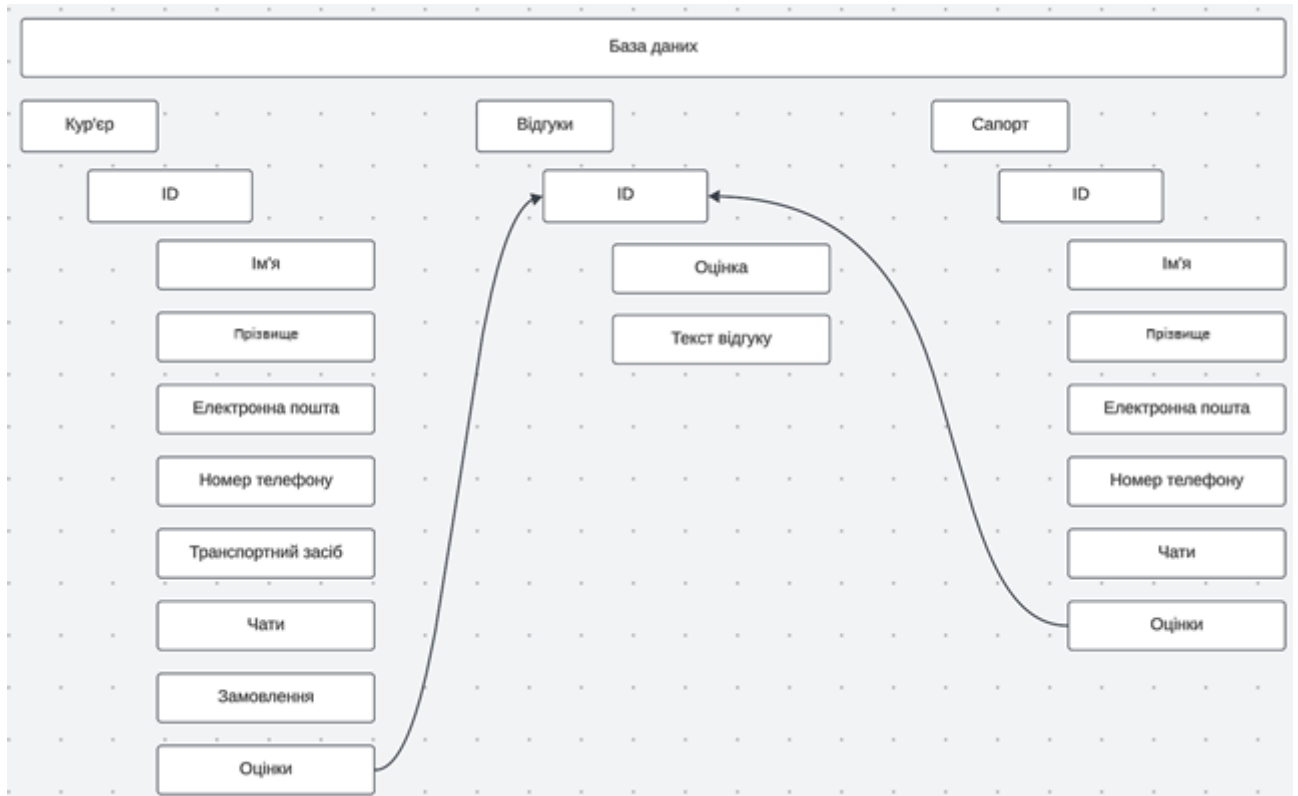 База даних
Кур'єр
ID
Ім'я
Прізвище
Електронна пошта
Номер телефону
Транспортний засіб
Чати
Замовлення
Оцінки
Відгуки
ID
Оцінка
Текст відгуку
Сапорт
ID
Ім'я
Прізвище
Електронна пошта
Номер телефону
Чати
Оцінки